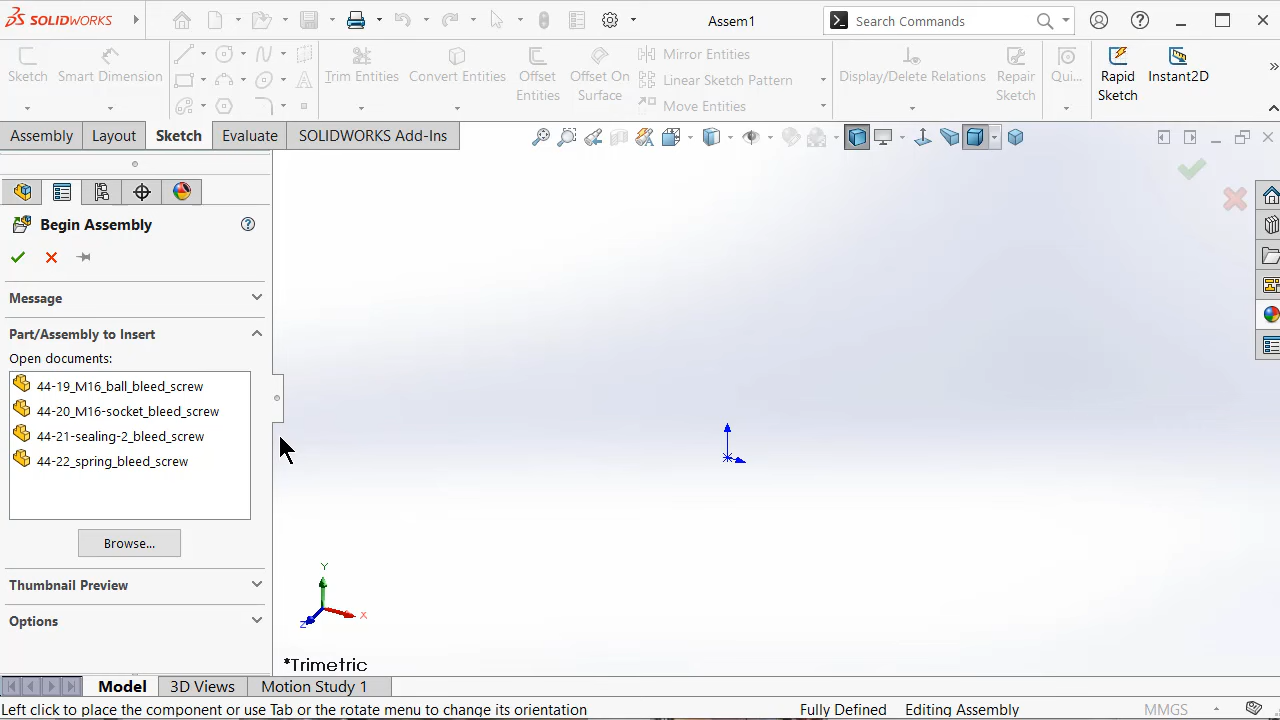 SOLIDWORKS
Assem1
Search Commands
Sketch
Smart Dimension
Trim Entities
Convert Entities
Offset
Entities
Offset On
Surface
Mirror Entities
Linear Sketch Pattern
Move Entities
Display/Delete Relations
Repair
Sketch
Qui...
Rapid
Sketch
Instant2D
Assembly
Layout
Sketch
Evaluate
SOLIDWORKS Add-Ins
Begin Assembly
Message
Part/Assembly to Insert
Open documents:
44-19_M16_ball_bleed_screw
44-20_M16-socket_bleed_screw
44-21-sealing-2_bleed_screw
44-22_spring_bleed_screw
Browse...
Thumbnail Preview
Options
Y
X
Z
*Trimetric
Model
3D Views
Motion Study 1
Left click to place the component or use Tab or the rotate menu to change its orientation
Fully Defined
Editing Assembly
MMGS